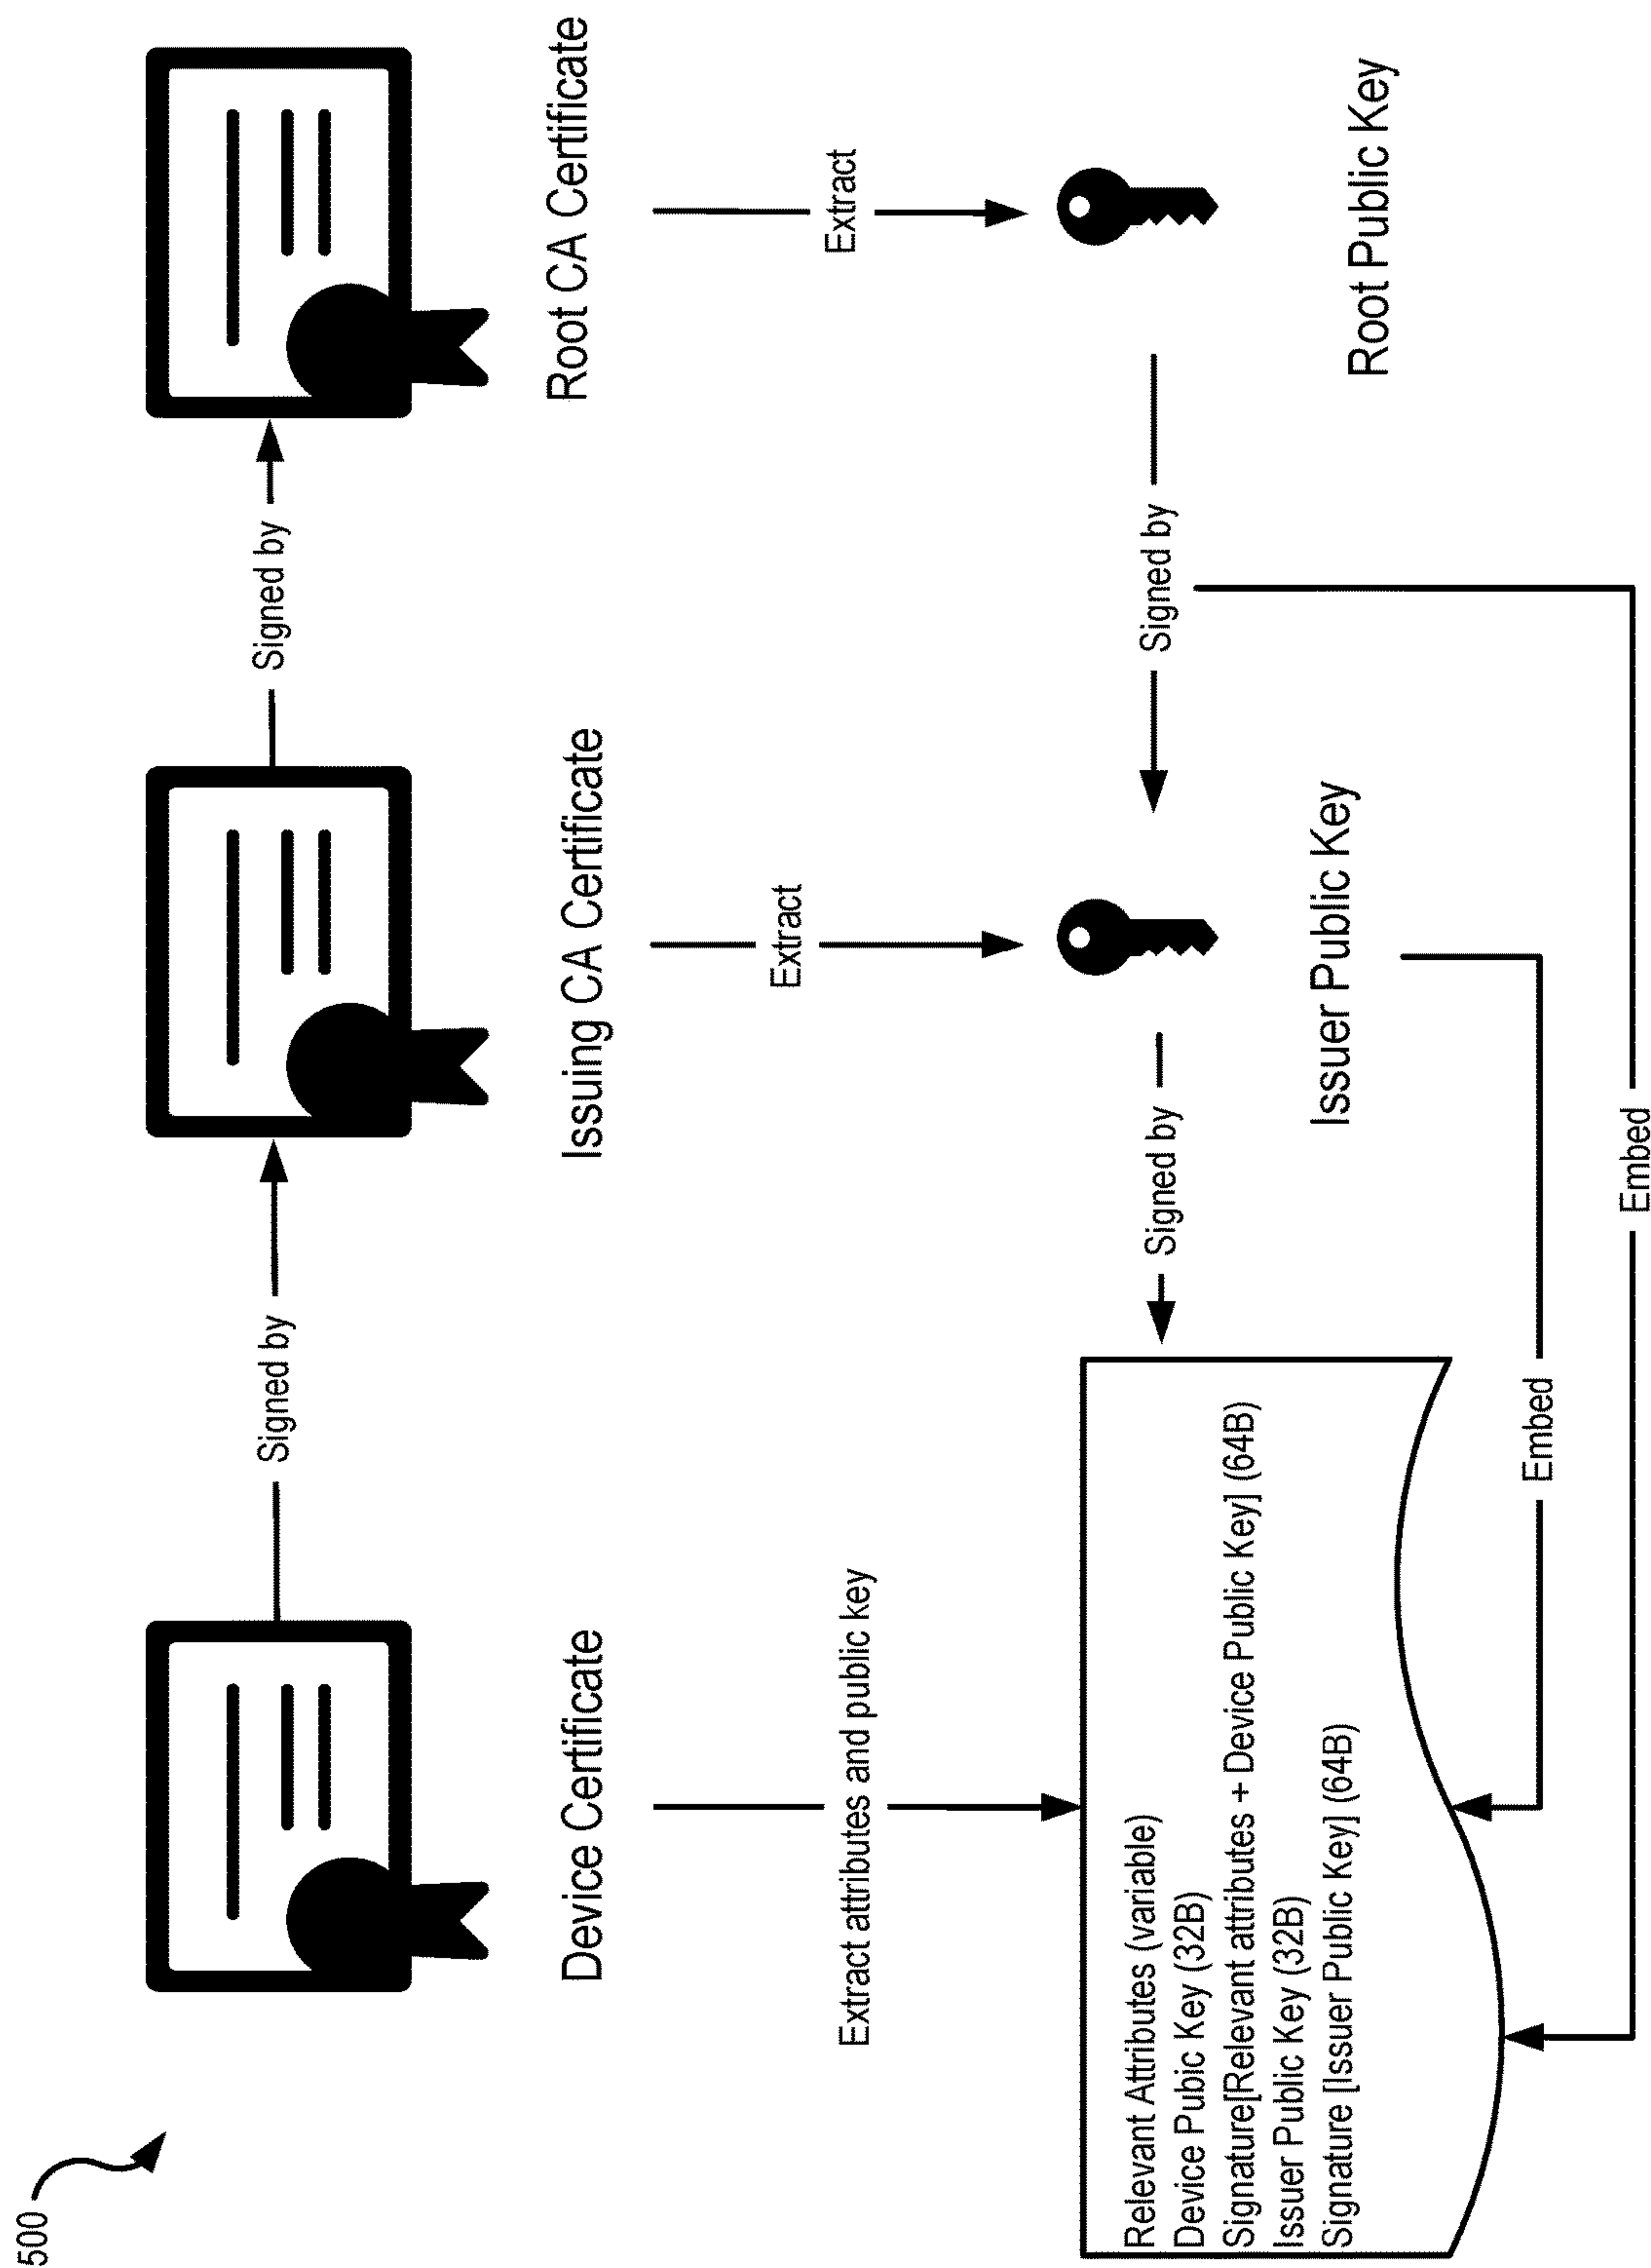 500
Signed by
Signed by
Device Certificate
Issuing CA Certificate
Root CA Certificate
Extract attributes and public key
Extract
Extract
Relevant Attributes (variable)
Device Pubic Key (32B)
Signature[Relevant attributes + Device Public Key] (64B)
Issuer Public Key (32B)
Signature [Issuer Public Key] (64B)
Signed by
Signed by
Issuer Public Key
Root Public Key
Embed
Embed